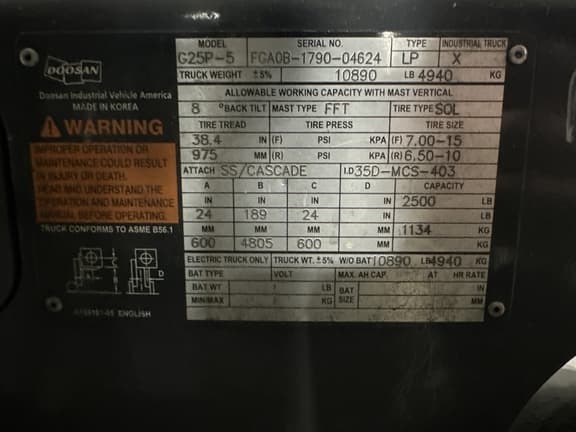 DOOSAN
Doosan Industrial Vehicle America
MADE IN KOREA
WARNING
IMPROPER OPERATION OR
MAINTENANCE COULD RESULT
IN INJURY OR DEATH.
READ AND UNDERSTAND THE
OPERATION AND MAINTENANCE
MANUAL BEFORE OPERATING.
TRUCK CONFORMS TO ASME B56.1
D
ENGLISH
MODEL SERIAL NO. TYPE INDUSTRIAL TRUCK
G25P-5 FGA0B-1790-04624 LP X
TRUCK WEIGHT ±5% 10890 LB 4940 KG
ALLOWABLE WORKING CAPACITY WITH MAST VERTICAL
8 °BACK TILT MAST TYPE FFT TIRE TYPE SOL
TIRE TREAD TIRE PRESS TIRE SIZE
38.4 IN (F) PSI KPA (F) 7.00-15
975 MM (R) PSI KPA (R) 6.50-10
ATTACH SS/CASCADE I.D 35D-MCS-403
A B C D CAPACITY
IN IN IN IN 2500 LB
24 189 24
MM MM MM MM 1134 KG
600 4805 600
ELECTRIC TRUCK ONLY TRUCK WT. ±5% W/O BAT 10890 LB 4940 KG
BAT TYPE VOLT MAX. AH CAP. AT HR RATE
BAT WT LB BAT SIZE IN
MIN/MAX KG MM